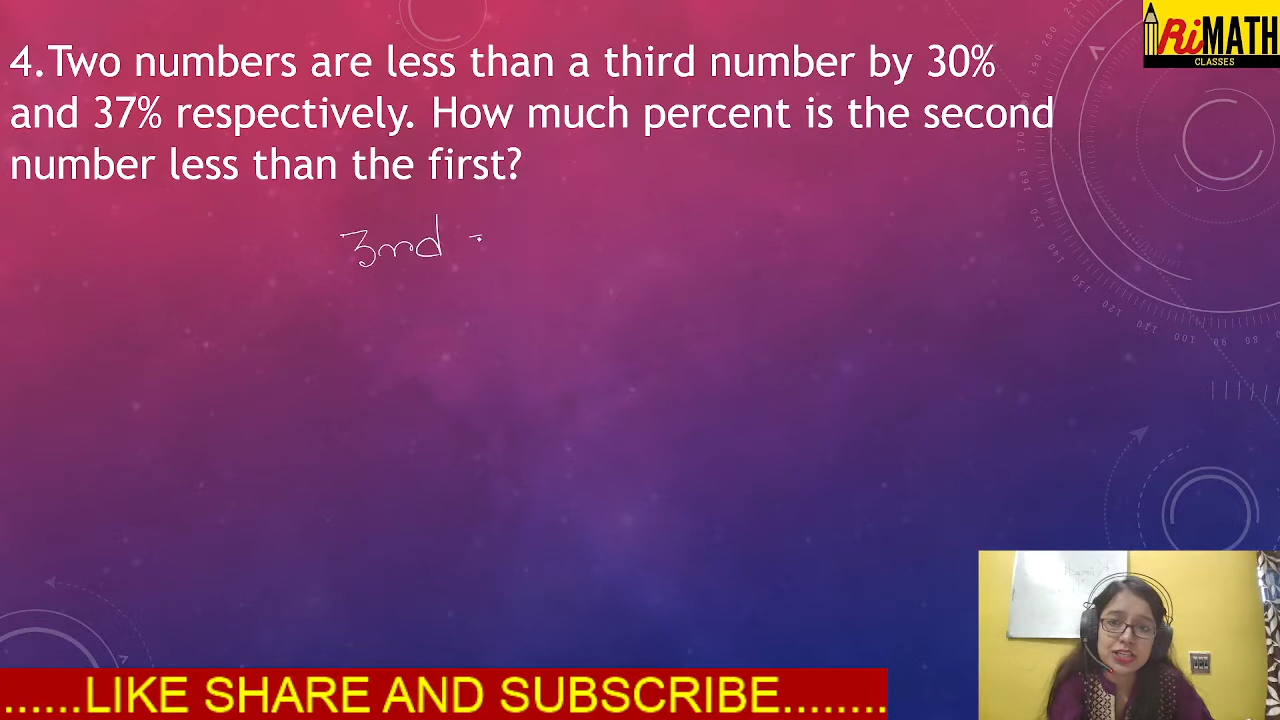 RiMATH
CLASSES
4.Two numbers are less than a third number by 30%
and 37% respectively. How much percent is the second
number less than the first?
3nd =
......LIKE SHARE AND SUBSCRIBE........